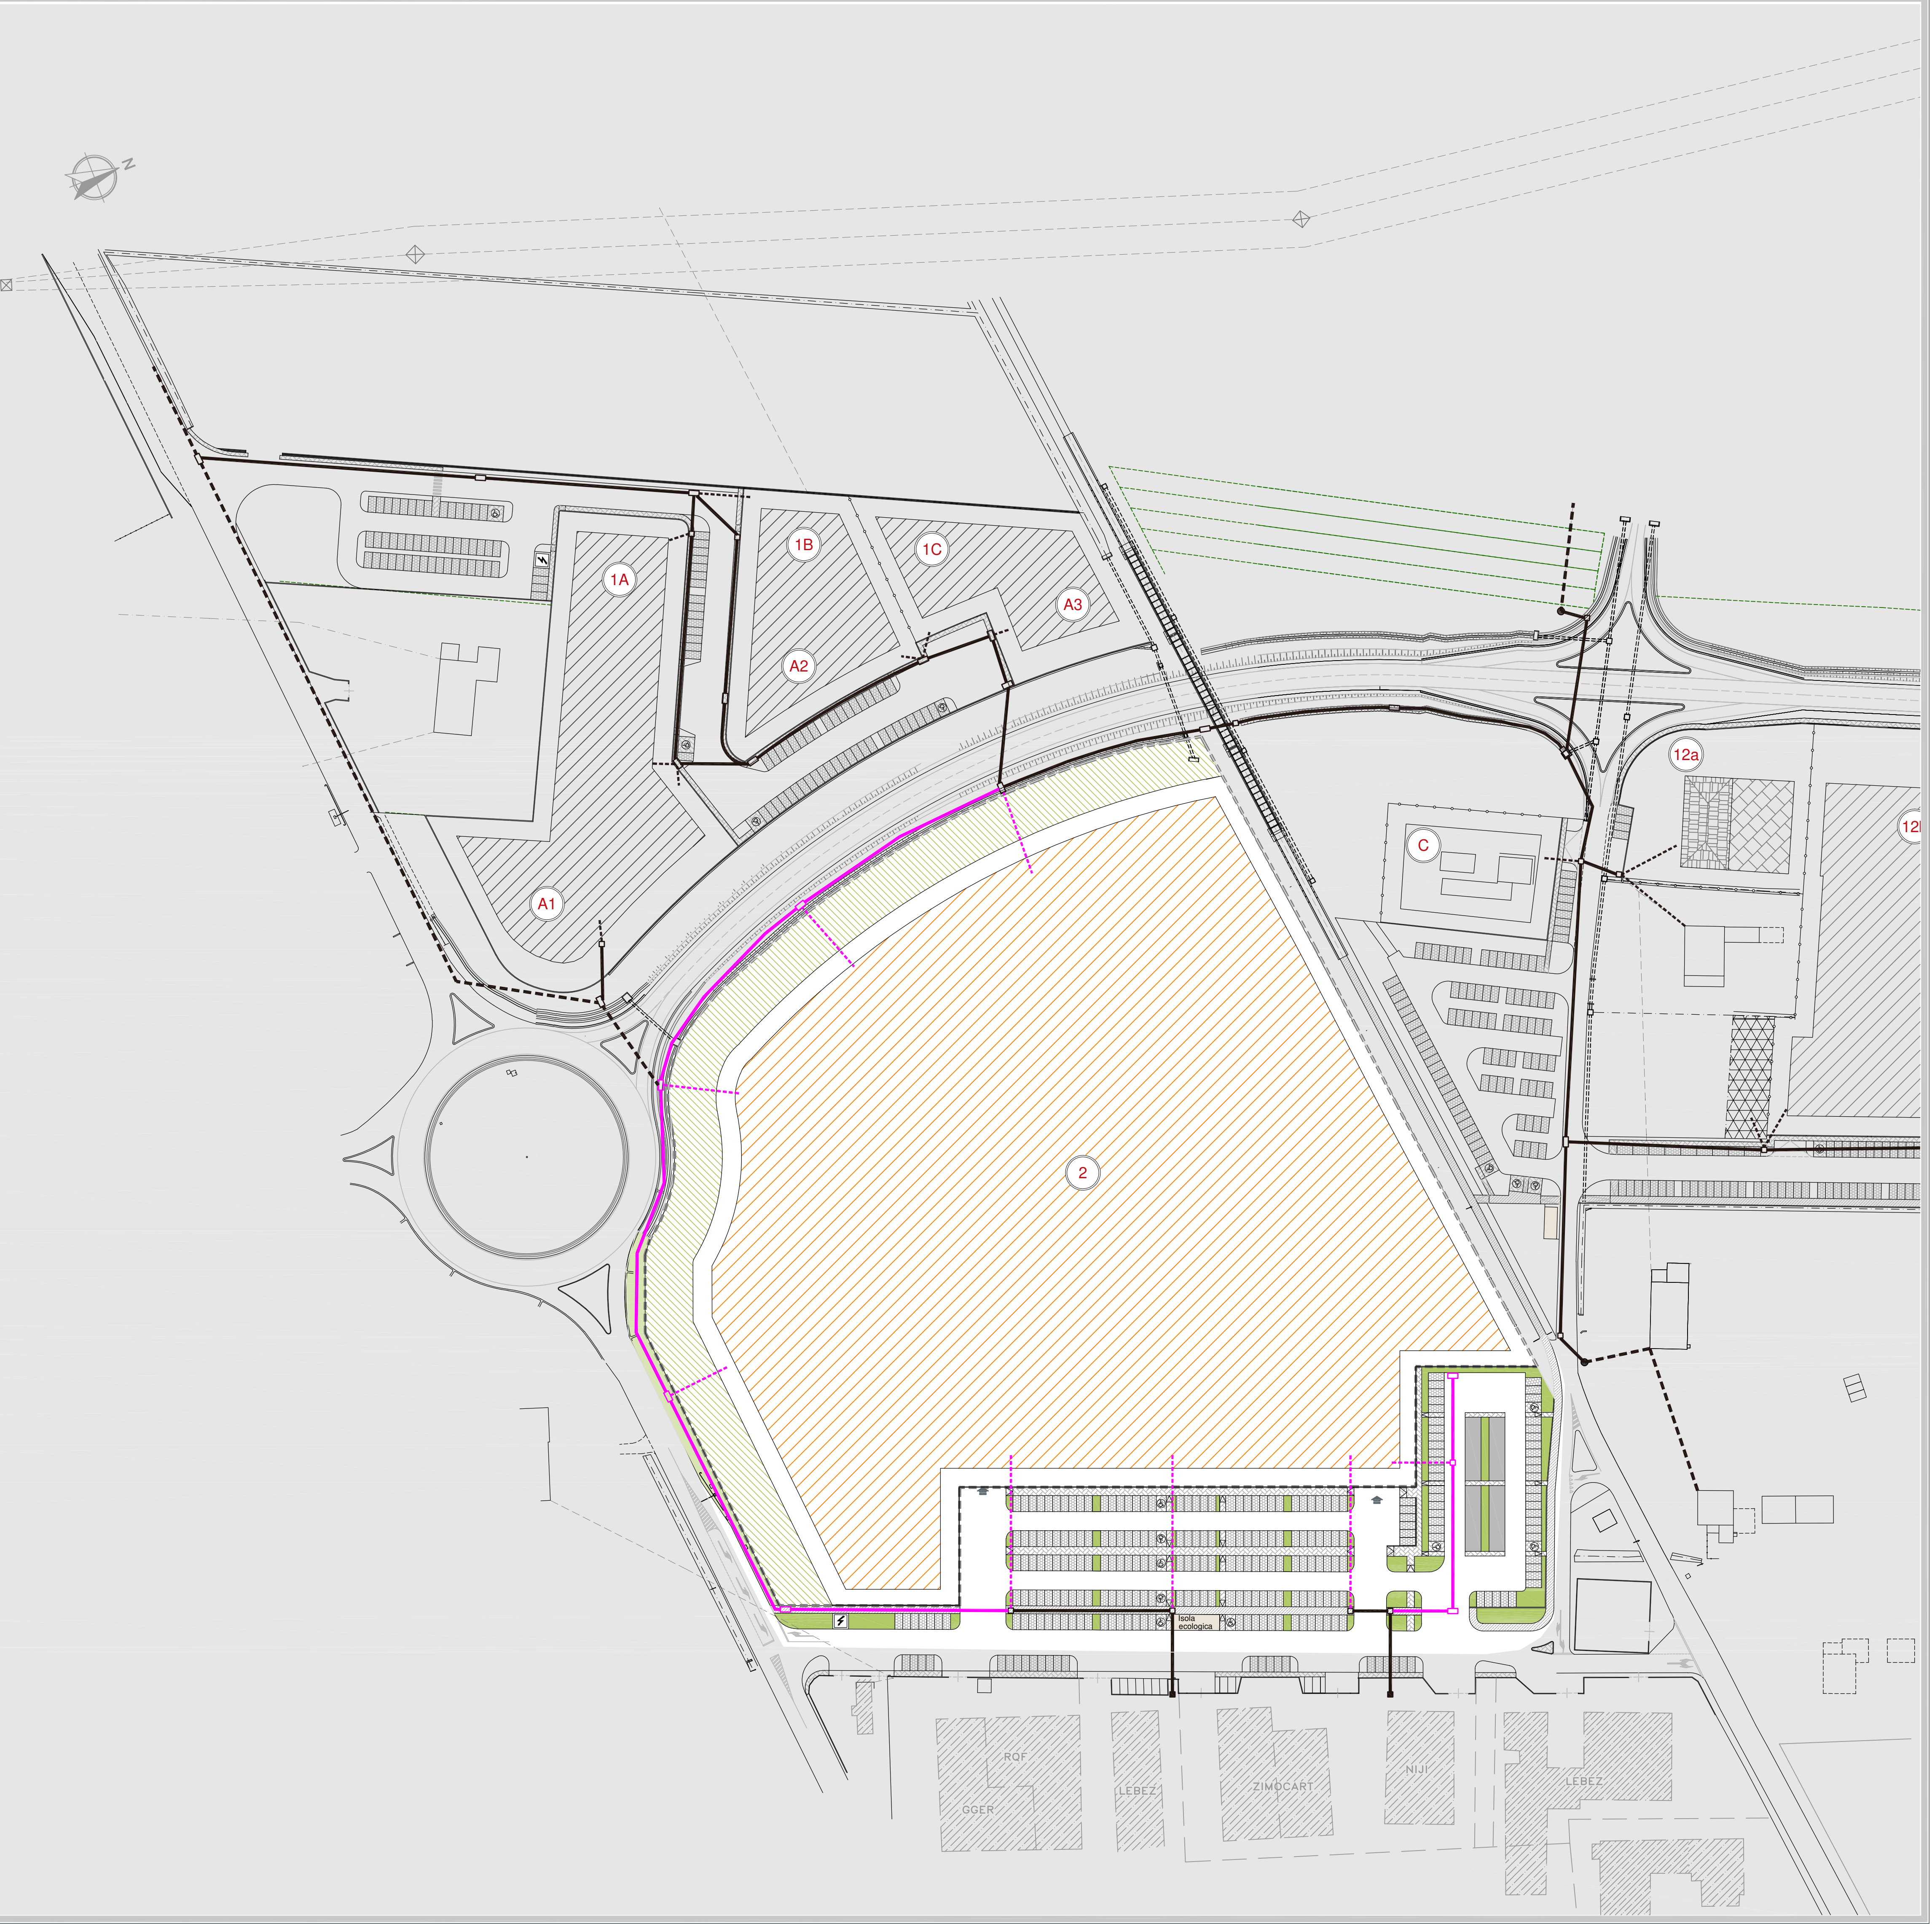 N
1A
1B
1C
A3
A2
12a
12
C
A1
2
Isola
ecologica
RQF
GGER
LEBEZ
ZIMOCART
NIJI
LEBEZ